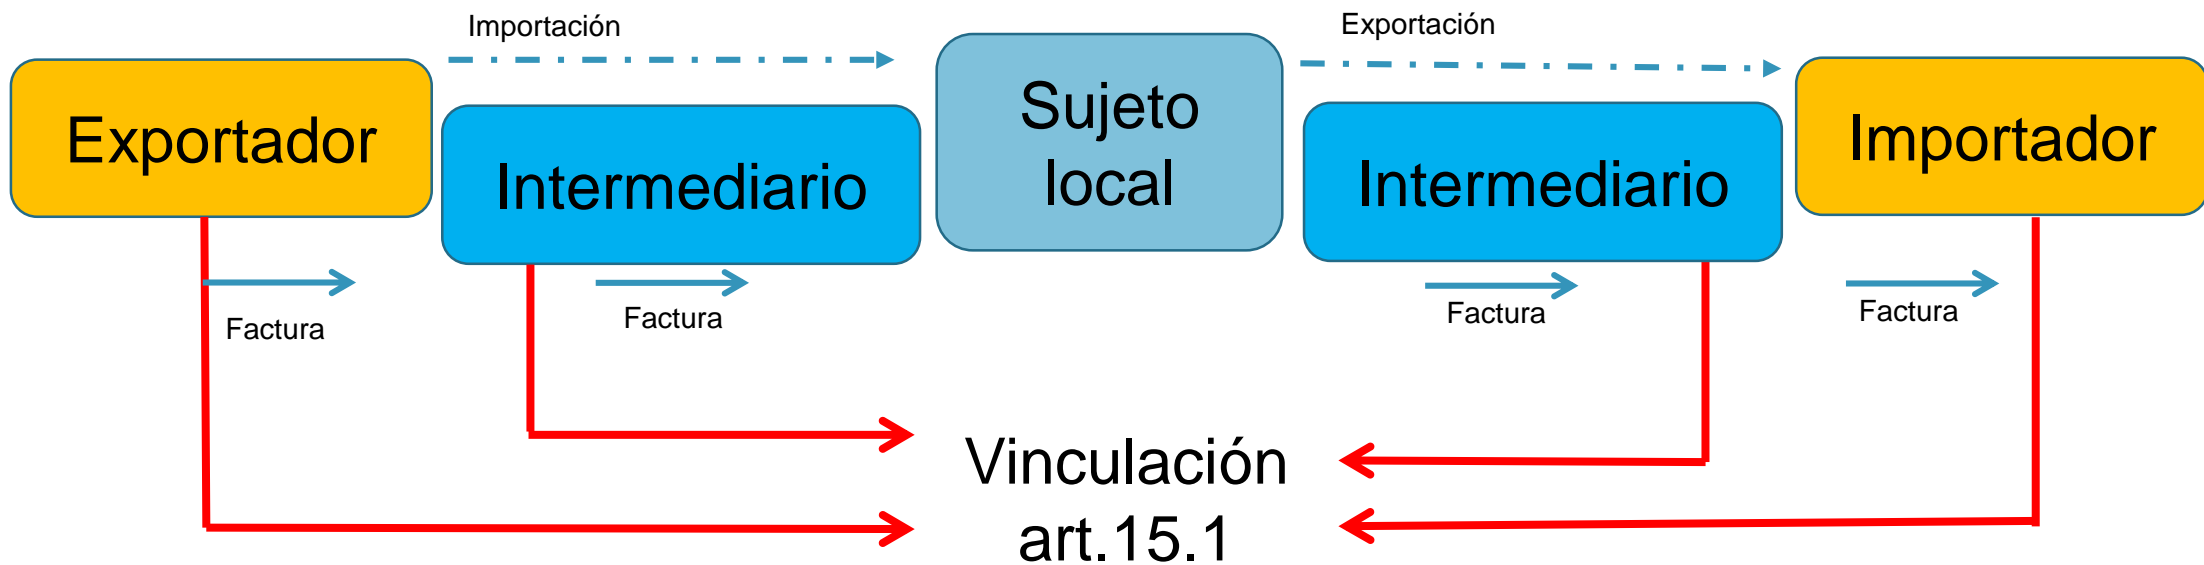 Importación
Exportación
Exportador
Intermediario
Sujeto
local
Intermediario
Importador
Factura
Factura
Factura
Factura
Vinculación
art.15.1